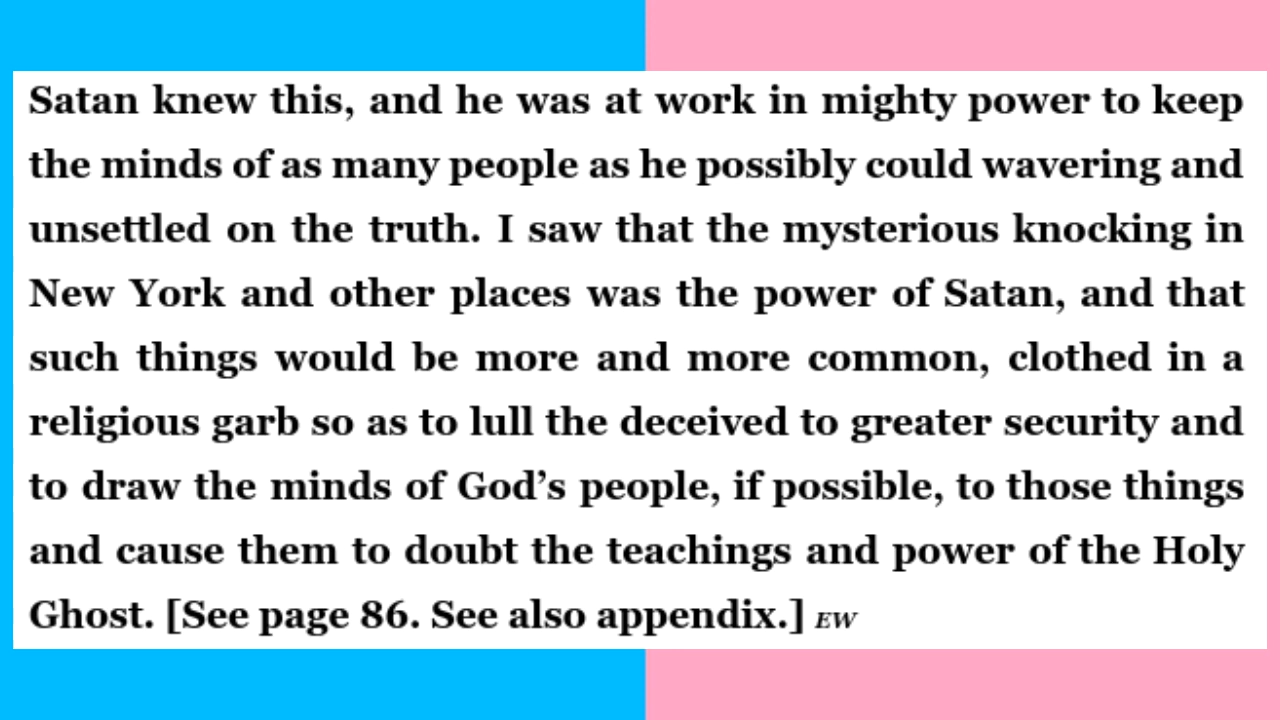 Satan knew this, and he was at work in mighty power to keep
the minds of as many people as he possibly could wavering and
unsettled on the truth. I saw that the mysterious knocking in
New York and other places was the power of Satan, and that
such things would be more and more common, clothed in a
religious garb so as to lull the deceived to greater security and
to draw the minds of God’s people, if possible, to those things
and cause them to doubt the teachings and power of the Holy
Ghost. [See page 86. See also appendix.] EW